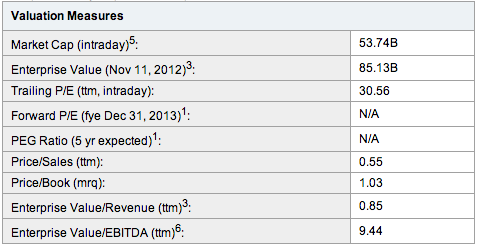 Valuation Measures
Market Cap (intraday)5: 53.74B
Enterprise Value (Nov 11, 2012)3: 85.13B
Trailing P/E (ttm, intraday): 30.56
Forward P/E (fye Dec 31, 2013)1: N/A
PEG Ratio (5 yr expected)1: N/A
Price/Sales (ttm): 0.55
Price/Book (mrq): 1.03
Enterprise Value/Revenue (ttm)3: 0.85
Enterprise Value/EBITDA (ttm)6: 9.44